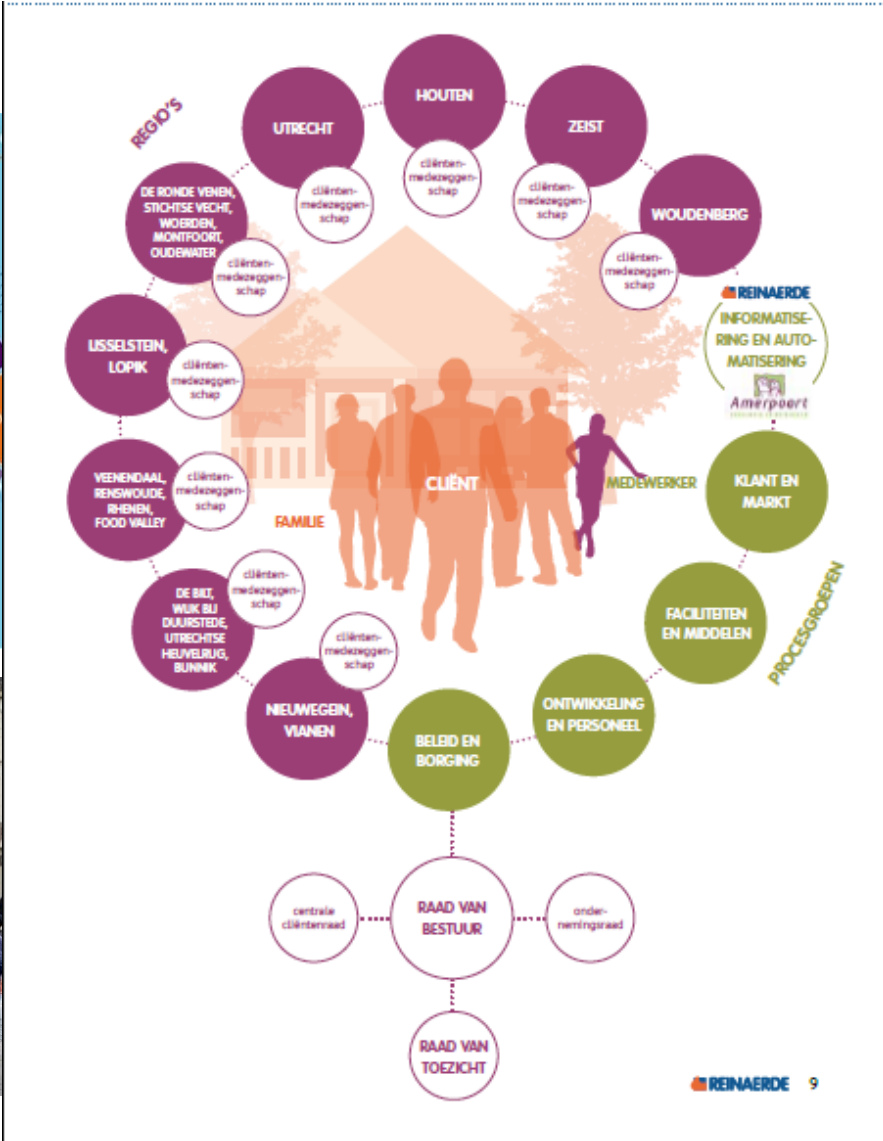 REGIO'S
HOUTEN
cliënten-
medezeggen-
schap
UTRECHT
cliënten-
medezeggen-
schap
ZEIST
cliënten-
medezeggen-
schap
DE RONDE VENEN,
STICHTSE VECHT,
WOERDEN,
MONTFOORT,
OUDEWATER
cliënten-
medezeggen-
schap
WOUDENBERG
cliënten-
medezeggen-
schap
REINAERDE
INFORMATISE-
RING EN AUTO-
MATISERING
Amerpoort
IJSSELSTEIN,
LOPIK
cliënten-
medezeggen-
schap
VEENENDAAL,
RENSWOUDE,
RHENEN,
FOOD VALLEY
cliënten-
medezeggen-
schap
FAMILIE
CLIËNT
MEDEWERKER
KLANT EN
MARKT
DE BILT,
WIJK BIJ
DUURSTEDE,
UTRECHTSE
HEUVELRUG,
BUNNIK
cliënten-
medezeggen-
schap
FACILITEITEN
EN MIDDELEN
PROCESGROEPEN
NIEUWEGEIN,
VIANEN
cliënten-
medezeggen-
schap
BELEID EN
BORGING
ONTWIKKELING
EN PERSONEEL
centrale
cliëntenraad
RAAD VAN
BESTUUR
onder-
nemingsraad
RAAD VAN
TOEZICHT
REINAERDE 9